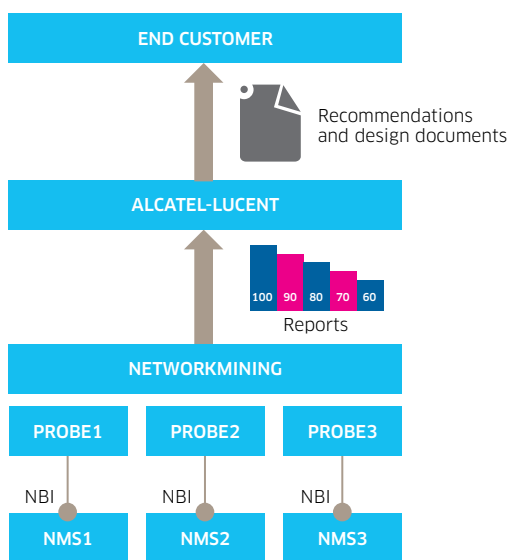 END CUSTOMER
Recommendations
and design documents
ALCATEL-LUCENT
100 90 80 70 60
Reports
NETWORKMINING
PROBE1 PROBE2 PROBE3
NBI NBI NBI
NMS1 NMS2 NMS3